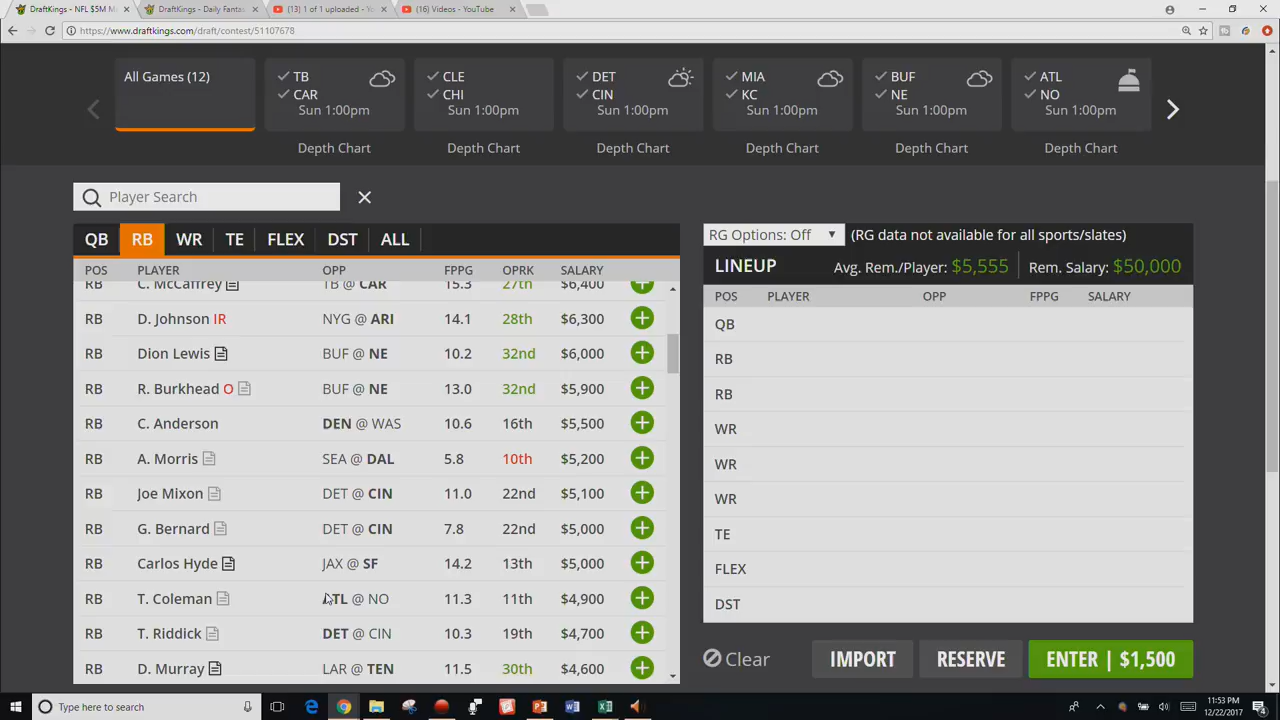 DraftKings - NFL $5M M
DraftKings - Daily Fantas
(13) 1 of 1 uploaded - Yo
(16) Videos - YouTube
https://www.draftkings.com/draft/contest/51107678
All Games (12)
TB
CAR
Sun 1:00pm
Depth Chart
CLE
CHI
Sun 1:00pm
Depth Chart
DET
CIN
Sun 1:00pm
Depth Chart
MIA
KC
Sun 1:00pm
Depth Chart
BUF
NE
Sun 1:00pm
Depth Chart
ATL
NO
Sun 1:00pm
Depth Chart
Player Search
QB RB WR TE FLEX DST ALL
POS PLAYER OPP FPPG OPRK SALARY
RB C. McCaffrey TB @ CAR 15.3 27th $6,400
RB D. Johnson IR NYG @ ARI 14.1 28th $6,300
RB Dion Lewis BUF @ NE 10.2 32nd $6,000
RB R. Burkhead O BUF @ NE 13.0 32nd $5,900
RB C. Anderson DEN @ WAS 10.6 16th $5,500
RB A. Morris SEA @ DAL 5.8 10th $5,200
RB Joe Mixon DET @ CIN 11.0 22nd $5,100
RB G. Bernard DET @ CIN 7.8 22nd $5,000
RB Carlos Hyde JAX @ SF 14.2 13th $5,000
RB T. Coleman ATL @ NO 11.3 11th $4,900
RB T. Riddick DET @ CIN 10.3 19th $4,700
RB D. Murray LAR @ TEN 11.5 30th $4,600
RG Options: Off (RG data not available for all sports/slates)
LINEUP Avg. Rem./Player: $5,555 Rem. Salary: $50,000
POS PLAYER OPP FPPG SALARY
QB
RB
RB
WR
WR
WR
TE
FLEX
DST
Clear IMPORT RESERVE ENTER | $1,500
Type here to search
11:53 PM
12/22/2017